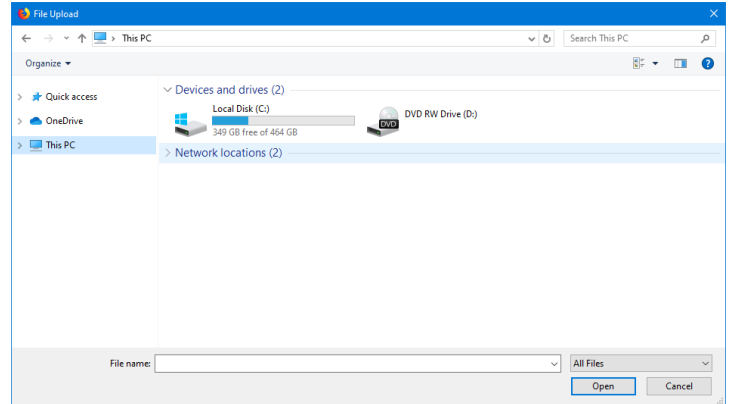 File Upload
This PC
Search This PC
Organize
Quick access
OneDrive
This PC
Devices and drives (2)
Local Disk (C:)
349 GB free of 464 GB
DVD RW Drive (D:)
DVD
Network locations (2)
File name:
All Files
Open
Cancel